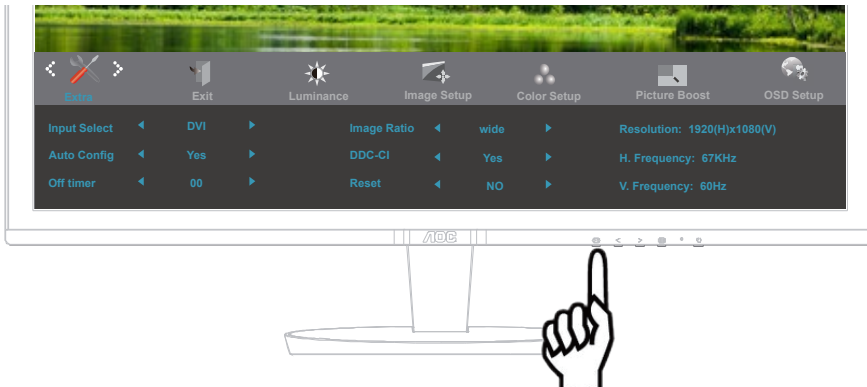 Extra Exit Luminance Image Setup Color Setup Picture Boost OSD Setup
Input Select DVI Image Ratio wide Resolution: 1920(H)x1080(V)
Auto Config Yes DDC-CI Yes H. Frequency: 67KHz
Off timer 00 Reset NO V. Frequency: 60Hz
AOC